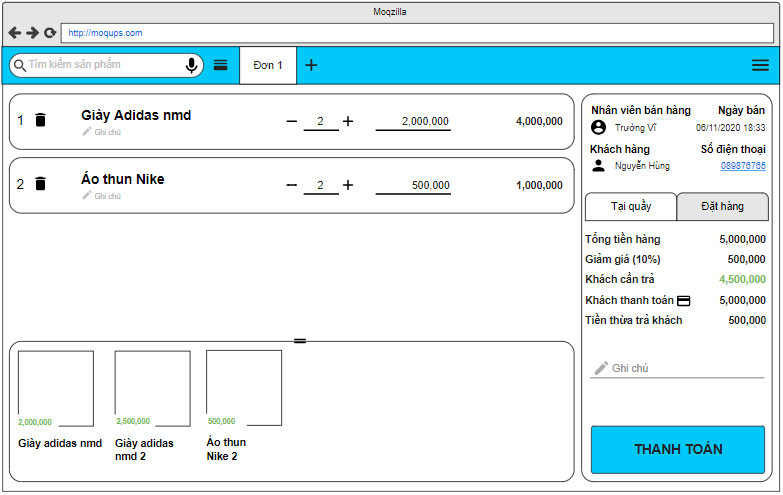 Moqzilla
http://moqups.com
Tìm kiếm sản phẩm
Đơn 1
1
Giày Adidas nmd
Ghi chú
2
2,000,000
4,000,000
2
Áo thun Nike
Ghi chú
2
500,000
1,000,000
2,000,000
Giày adidas nmd
2,500,000
Giày adidas
nmd 2
500,000
Áo thun
Nike 2
Nhân viên bán hàng Ngày bán
Trường Vĩ 06/11/2020 18:33
Khách hàng Số điện thoại
Nguyễn Hùng 089876765
Tại quầy Đặt hàng
Tổng tiền hàng 5,000,000
Giảm giá (10%) 500,000
Khách cần trả 4,500,000
Khách thanh toán 5,000,000
Tiền thừa trả khách 500,000
Ghi chú
THANH TOÁN